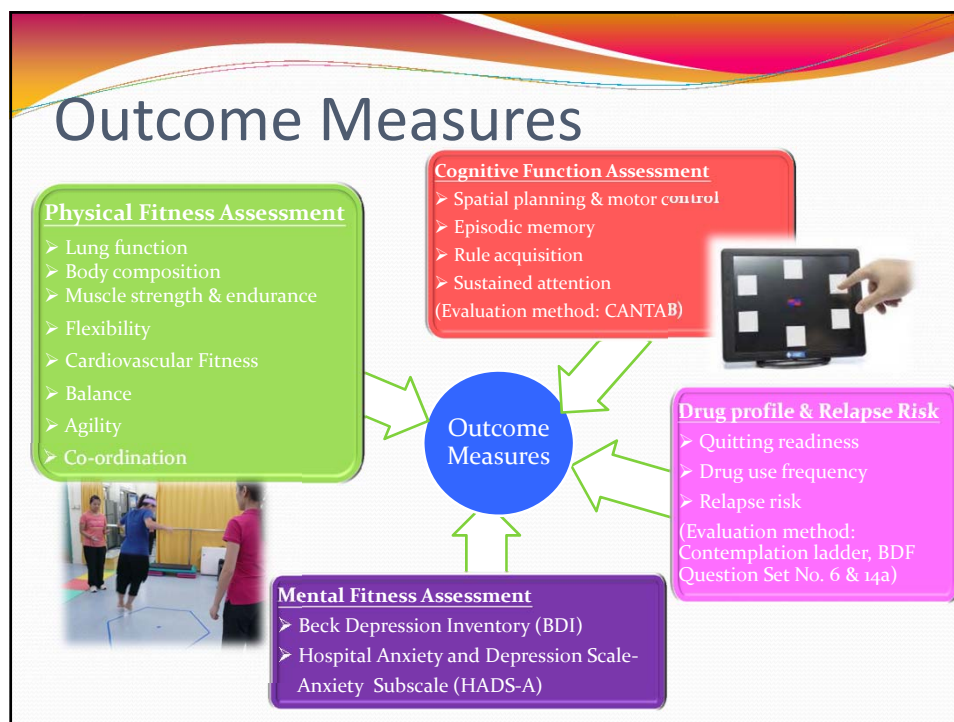 Outcome Measures
Physical Fitness Assessment
➢ Lung function
➢ Body composition
➢ Muscle strength & endurance
➢ Flexibility
➢ Cardiovascular Fitness
➢ Balance
➢ Agility
➢ Co-ordination
Cognitive Function Assessment
➢ Spatial planning & motor control
➢ Episodic memory
➢ Rule acquisition
➢ Sustained attention
(Evaluation method: CANTAB)
Outcome
Measures
Drug profile & Relapse Risk
➢ Quitting readiness
➢ Drug use frequency
➢ Relapse risk
(Evaluation method:
Contemplation ladder, BDF
Question Set No. 6 & 14a)
Mental Fitness Assessment
➢ Beck Depression Inventory (BDI)
➢ Hospital Anxiety and Depression Scale-
Anxiety Subscale (HADS-A)